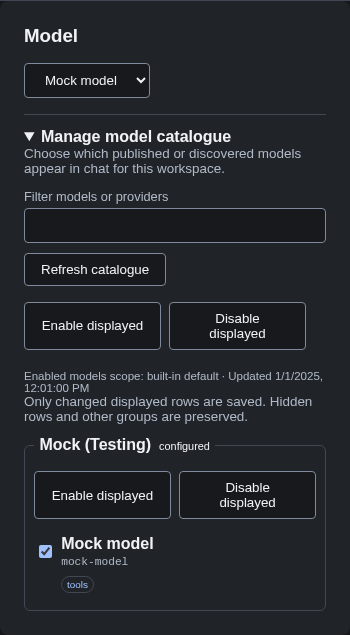 Model
Mock model
Manage model catalogue
Choose which published or discovered models
appear in chat for this workspace.
Filter models or providers
Refresh catalogue
Enable displayed
Disable
displayed
Enabled models scope: built-in default · Updated 1/1/2025,
12:01:00 PM
Only changed displayed rows are saved. Hidden
rows and other groups are preserved.
Mock (Testing) configured
Enable displayed
Disable
displayed
Mock model
mock-model
tools